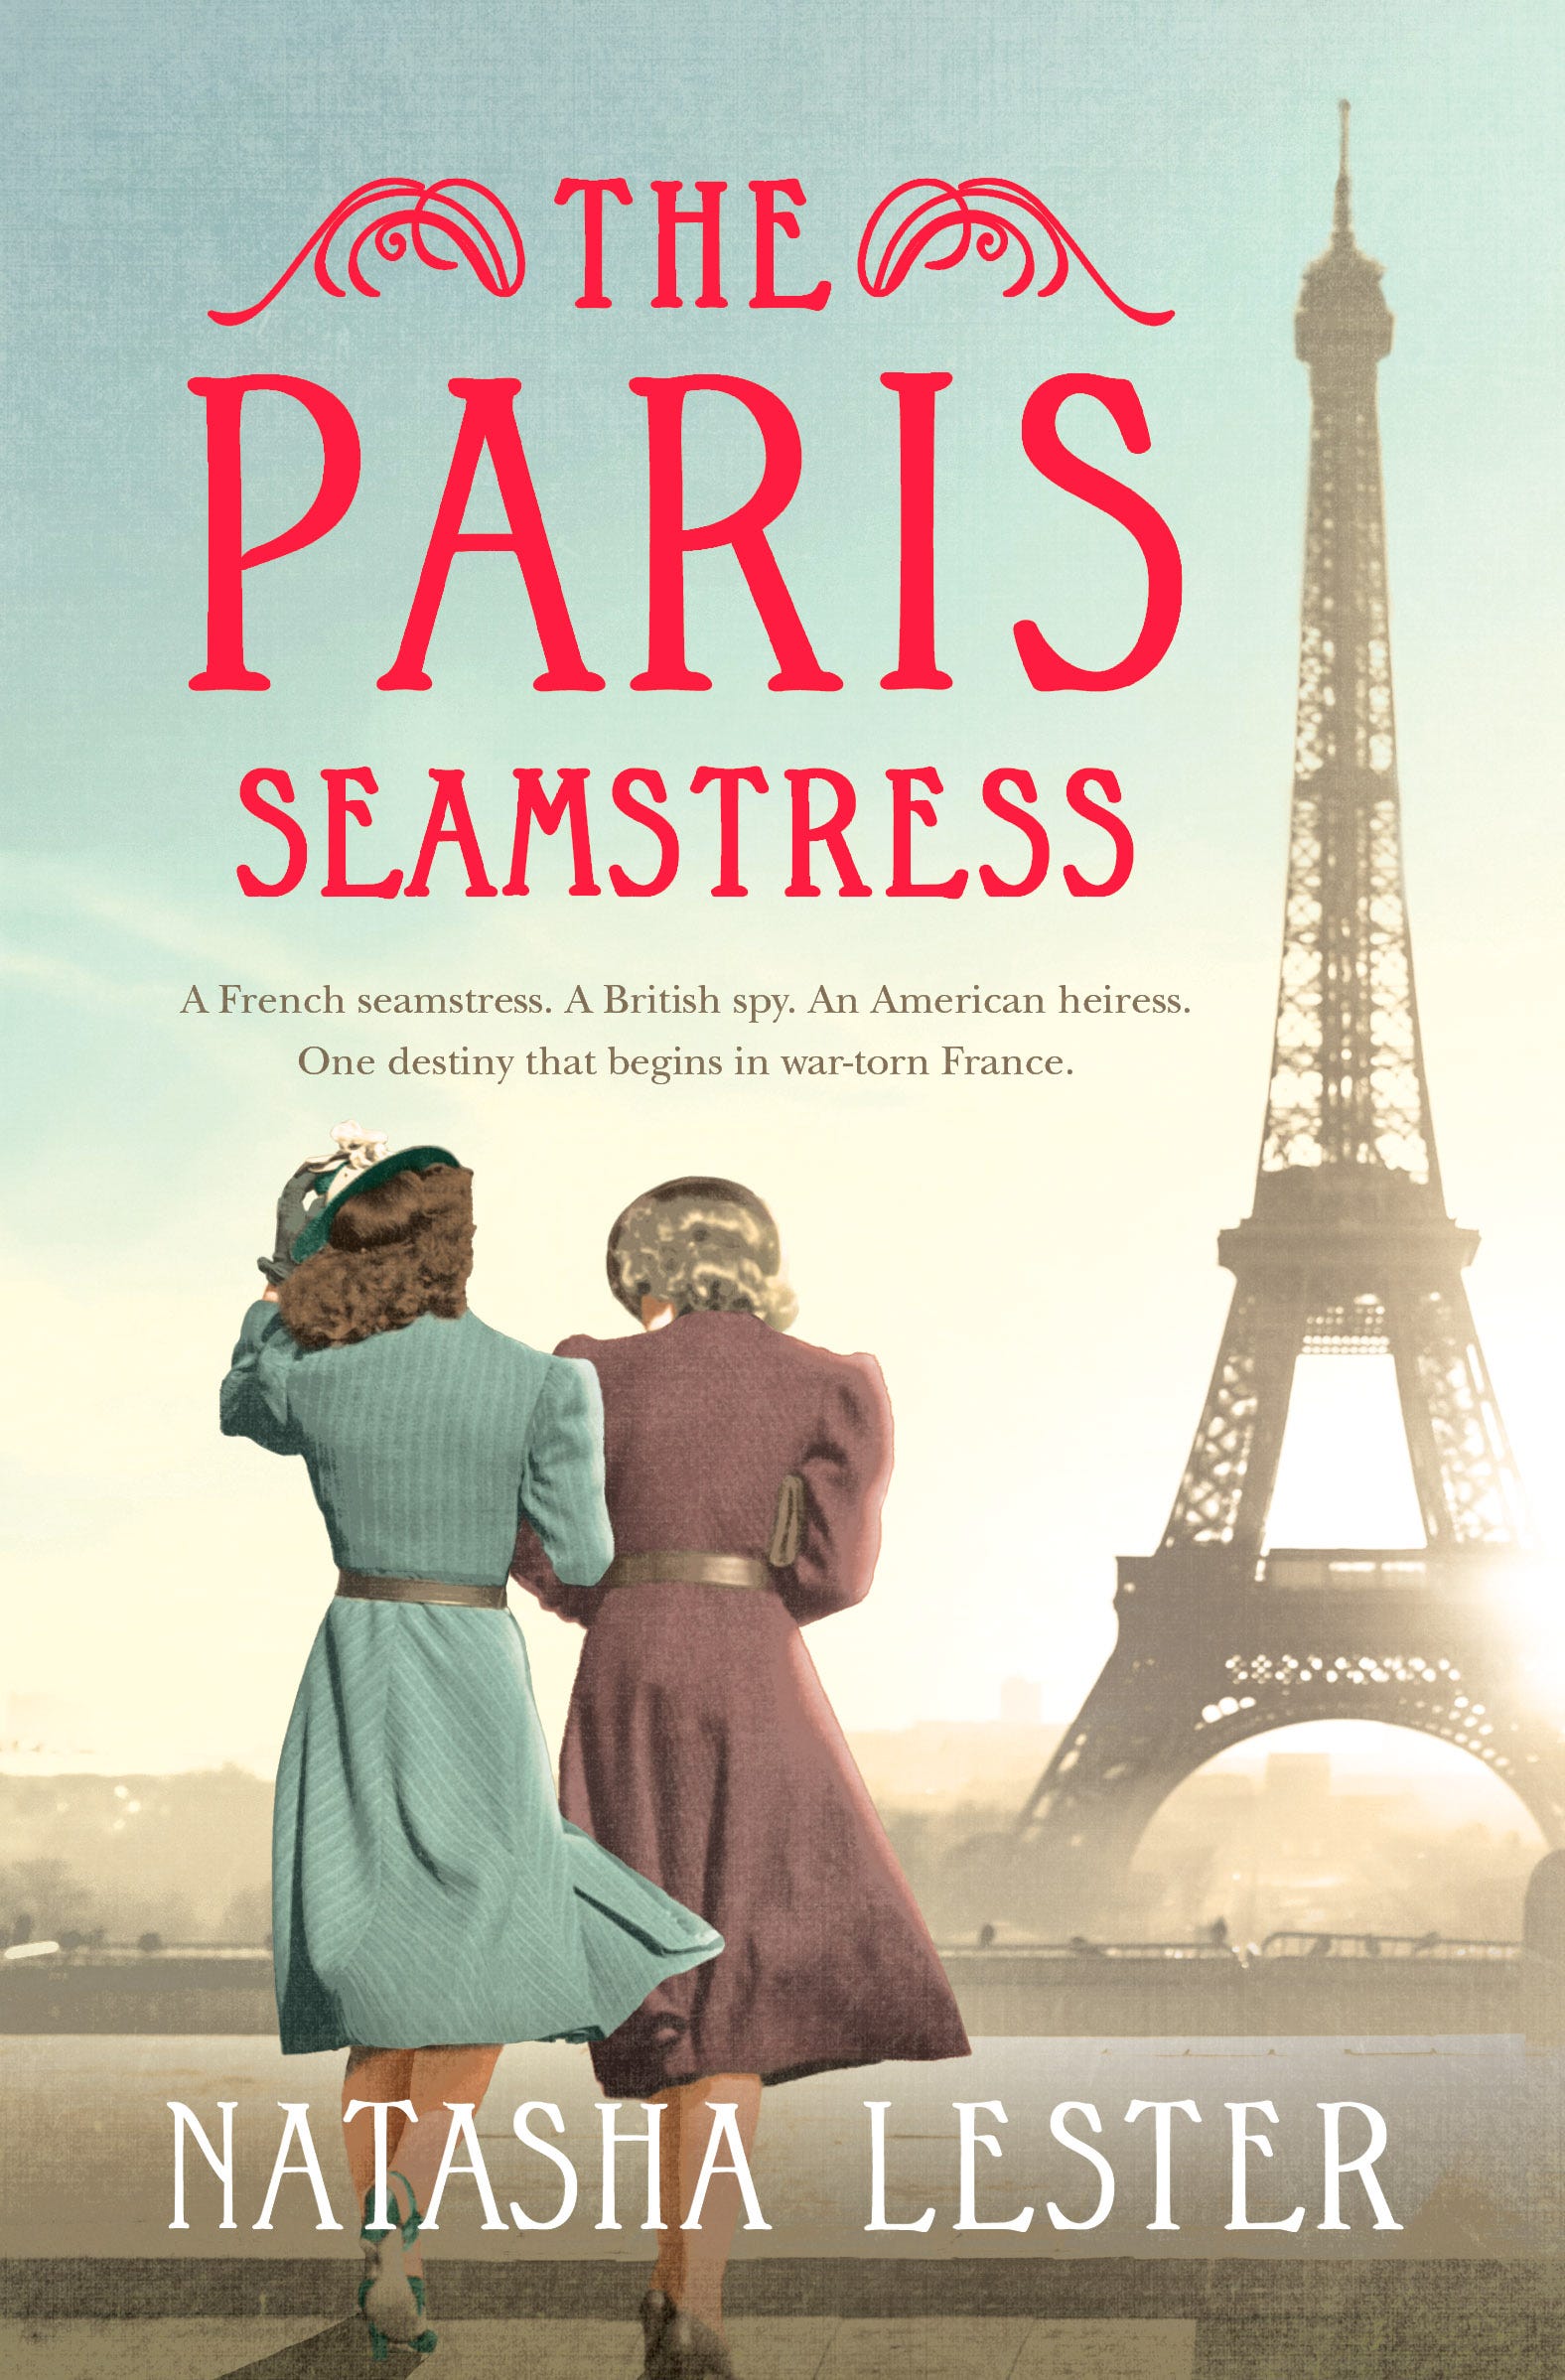 THE
PARIS
SEAMSTRESS
A French seamstress. A British spy. An American heiress.
One destiny that begins in war-torn France.
NATASHA LESTER